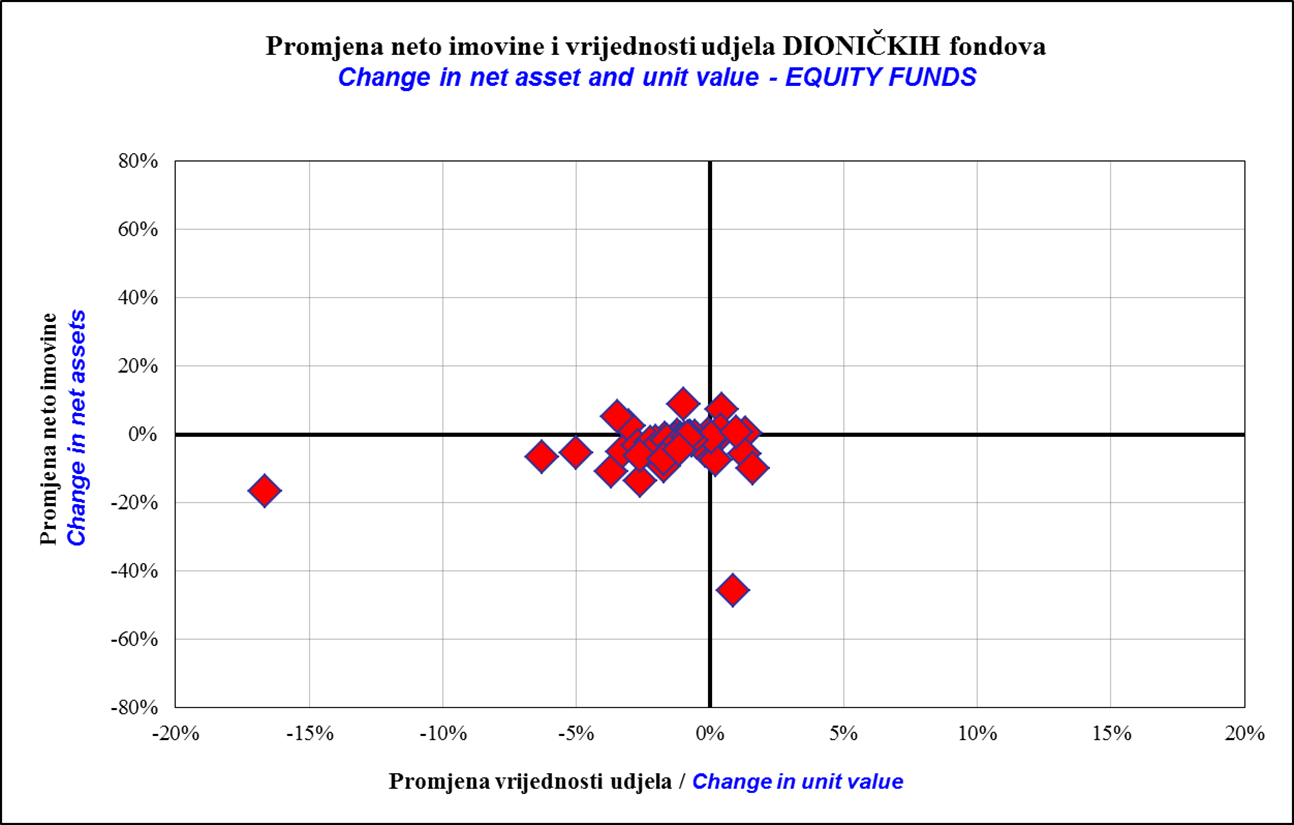 Promjena neto imovine i vrijednosti udjela DIONIČKIH fondova
Change in net asset and unit value - EQUITY FUNDS
Promjena neto imovine
Change in net assets
80%
60%
40%
20%
0%
-20%
-40%
-60%
-80%
-20% -15% -10% -5% 0% 5% 10% 15% 20%
Promjena vrijednosti udjela / Change in unit value